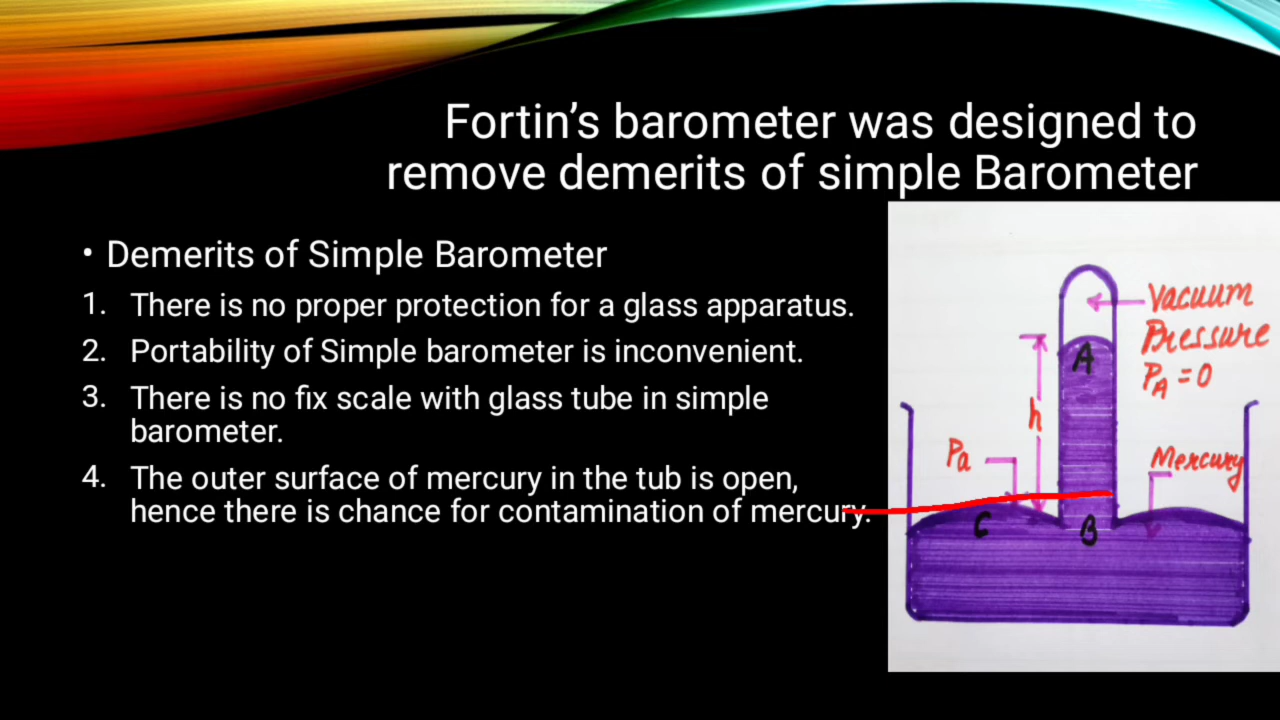 Fortin’s barometer was designed to
remove demerits of simple Barometer
• Demerits of Simple Barometer
1. There is no proper protection for a glass apparatus.
2. Portability of Simple barometer is inconvenient.
3. There is no fix scale with glass tube in simple
barometer.
4. The outer surface of mercury in the tub is open,
hence there is chance for contamination of mercury.
Vacuum
Pressure
PA = 0
A
h
Pa
Mercury
C
B